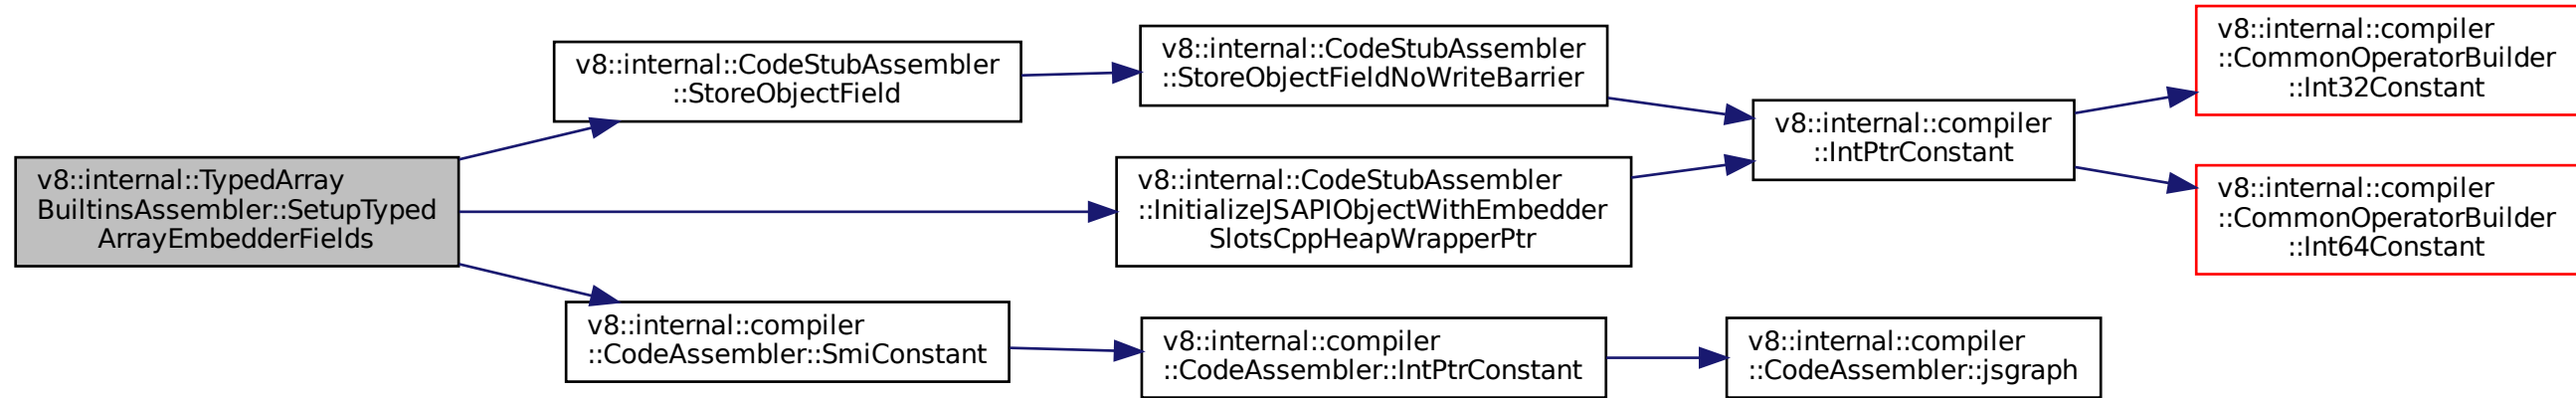 v8::internal::TypedArray
BuiltinsAssembler::SetupTyped
ArrayEmbedderFields
v8::internal::CodeStubAssembler
::StoreObjectField
v8::internal::CodeStubAssembler
::StoreObjectFieldNoWriteBarrier
v8::internal::compiler
::IntPtrConstant
v8::internal::compiler
::CommonOperatorBuilder
::Int32Constant
v8::internal::compiler
::CommonOperatorBuilder
::Int64Constant
v8::internal::CodeStubAssembler
::InitializeJSAPIObjectWithEmbedder
SlotsCppHeapWrapperPtr
v8::internal::compiler
::CodeAssembler::SmiConstant
v8::internal::compiler
::CodeAssembler::IntPtrConstant
v8::internal::compiler
::CodeAssembler::jsgraph